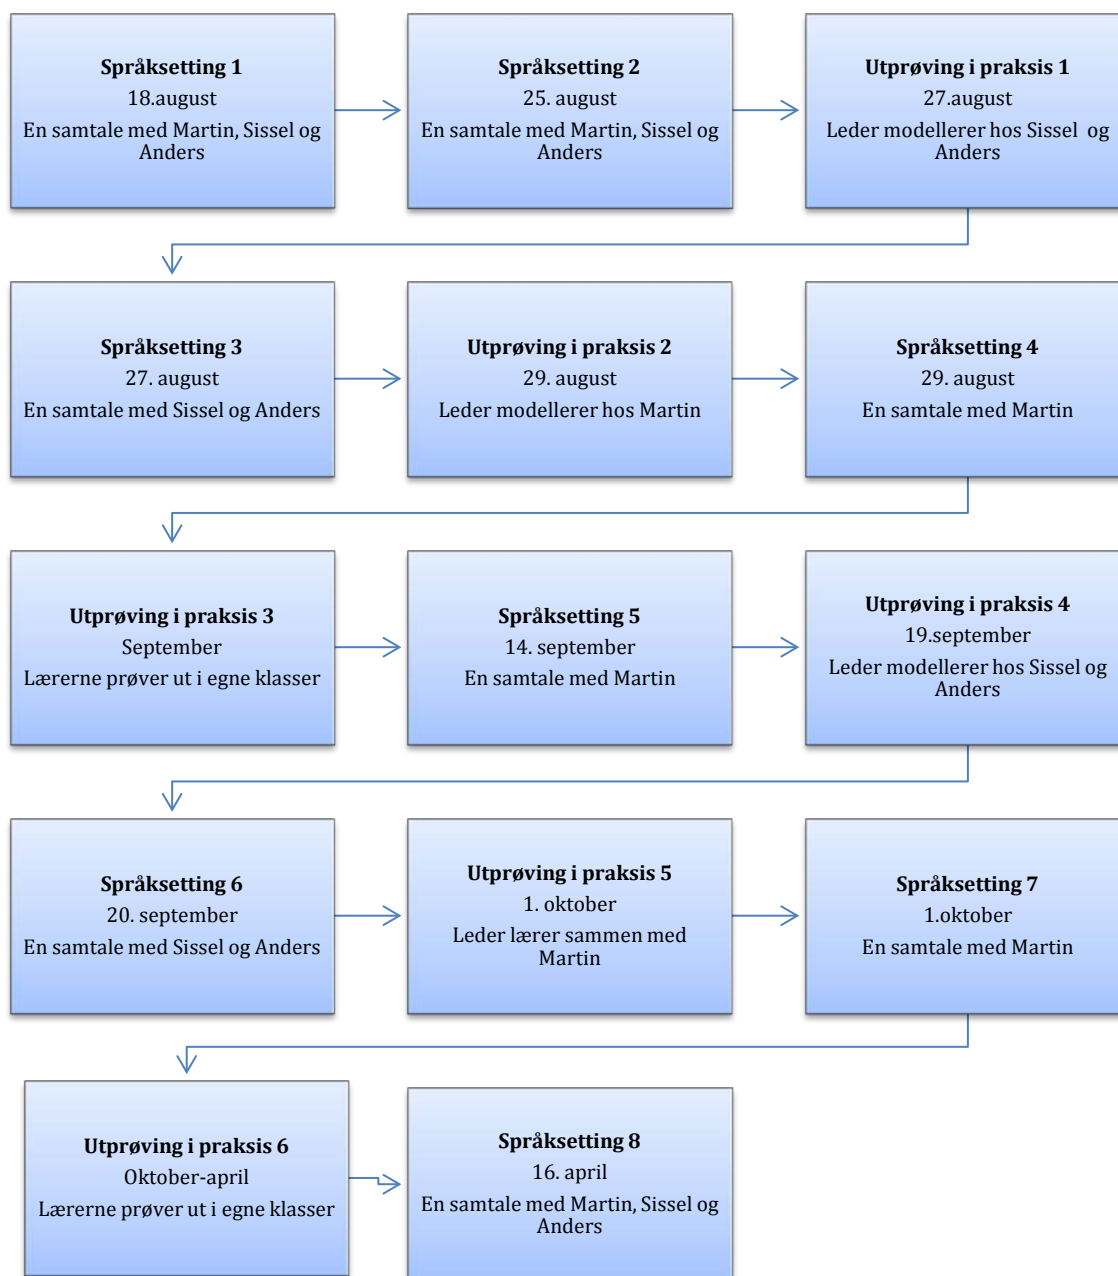 Språksetting 1
18.august
En samtale med Martin, Sissel og
Anders
Språksetting 2
25. august
En samtale med Martin, Sissel og
Anders
Utprøving i praksis 1
27.august
Leder modellerer hos Sissel og
Anders
Språksetting 3
27. august
En samtale med Sissel og Anders
Utprøving i praksis 2
29. august
Leder modellerer hos Martin
Språksetting 4
29. august
En samtale med Martin
Utprøving i praksis 3
September
Lærerne prøver ut i egne klasser
Språksetting 5
14. september
En samtale med Martin
Utprøving i praksis 4
19.september
Leder modellerer hos Sissel og
Anders
Språksetting 6
20. september
En samtale med Sissel og Anders
Utprøving i praksis 5
1. oktober
Leder lærer sammen med
Martin
Språksetting 7
1.oktober
En samtale med Martin
Utprøving i praksis 6
Oktober-april
Lærerne prøver ut i egne klasser
Språksetting 8
16. april
En samtale med Martin, Sissel og
Anders